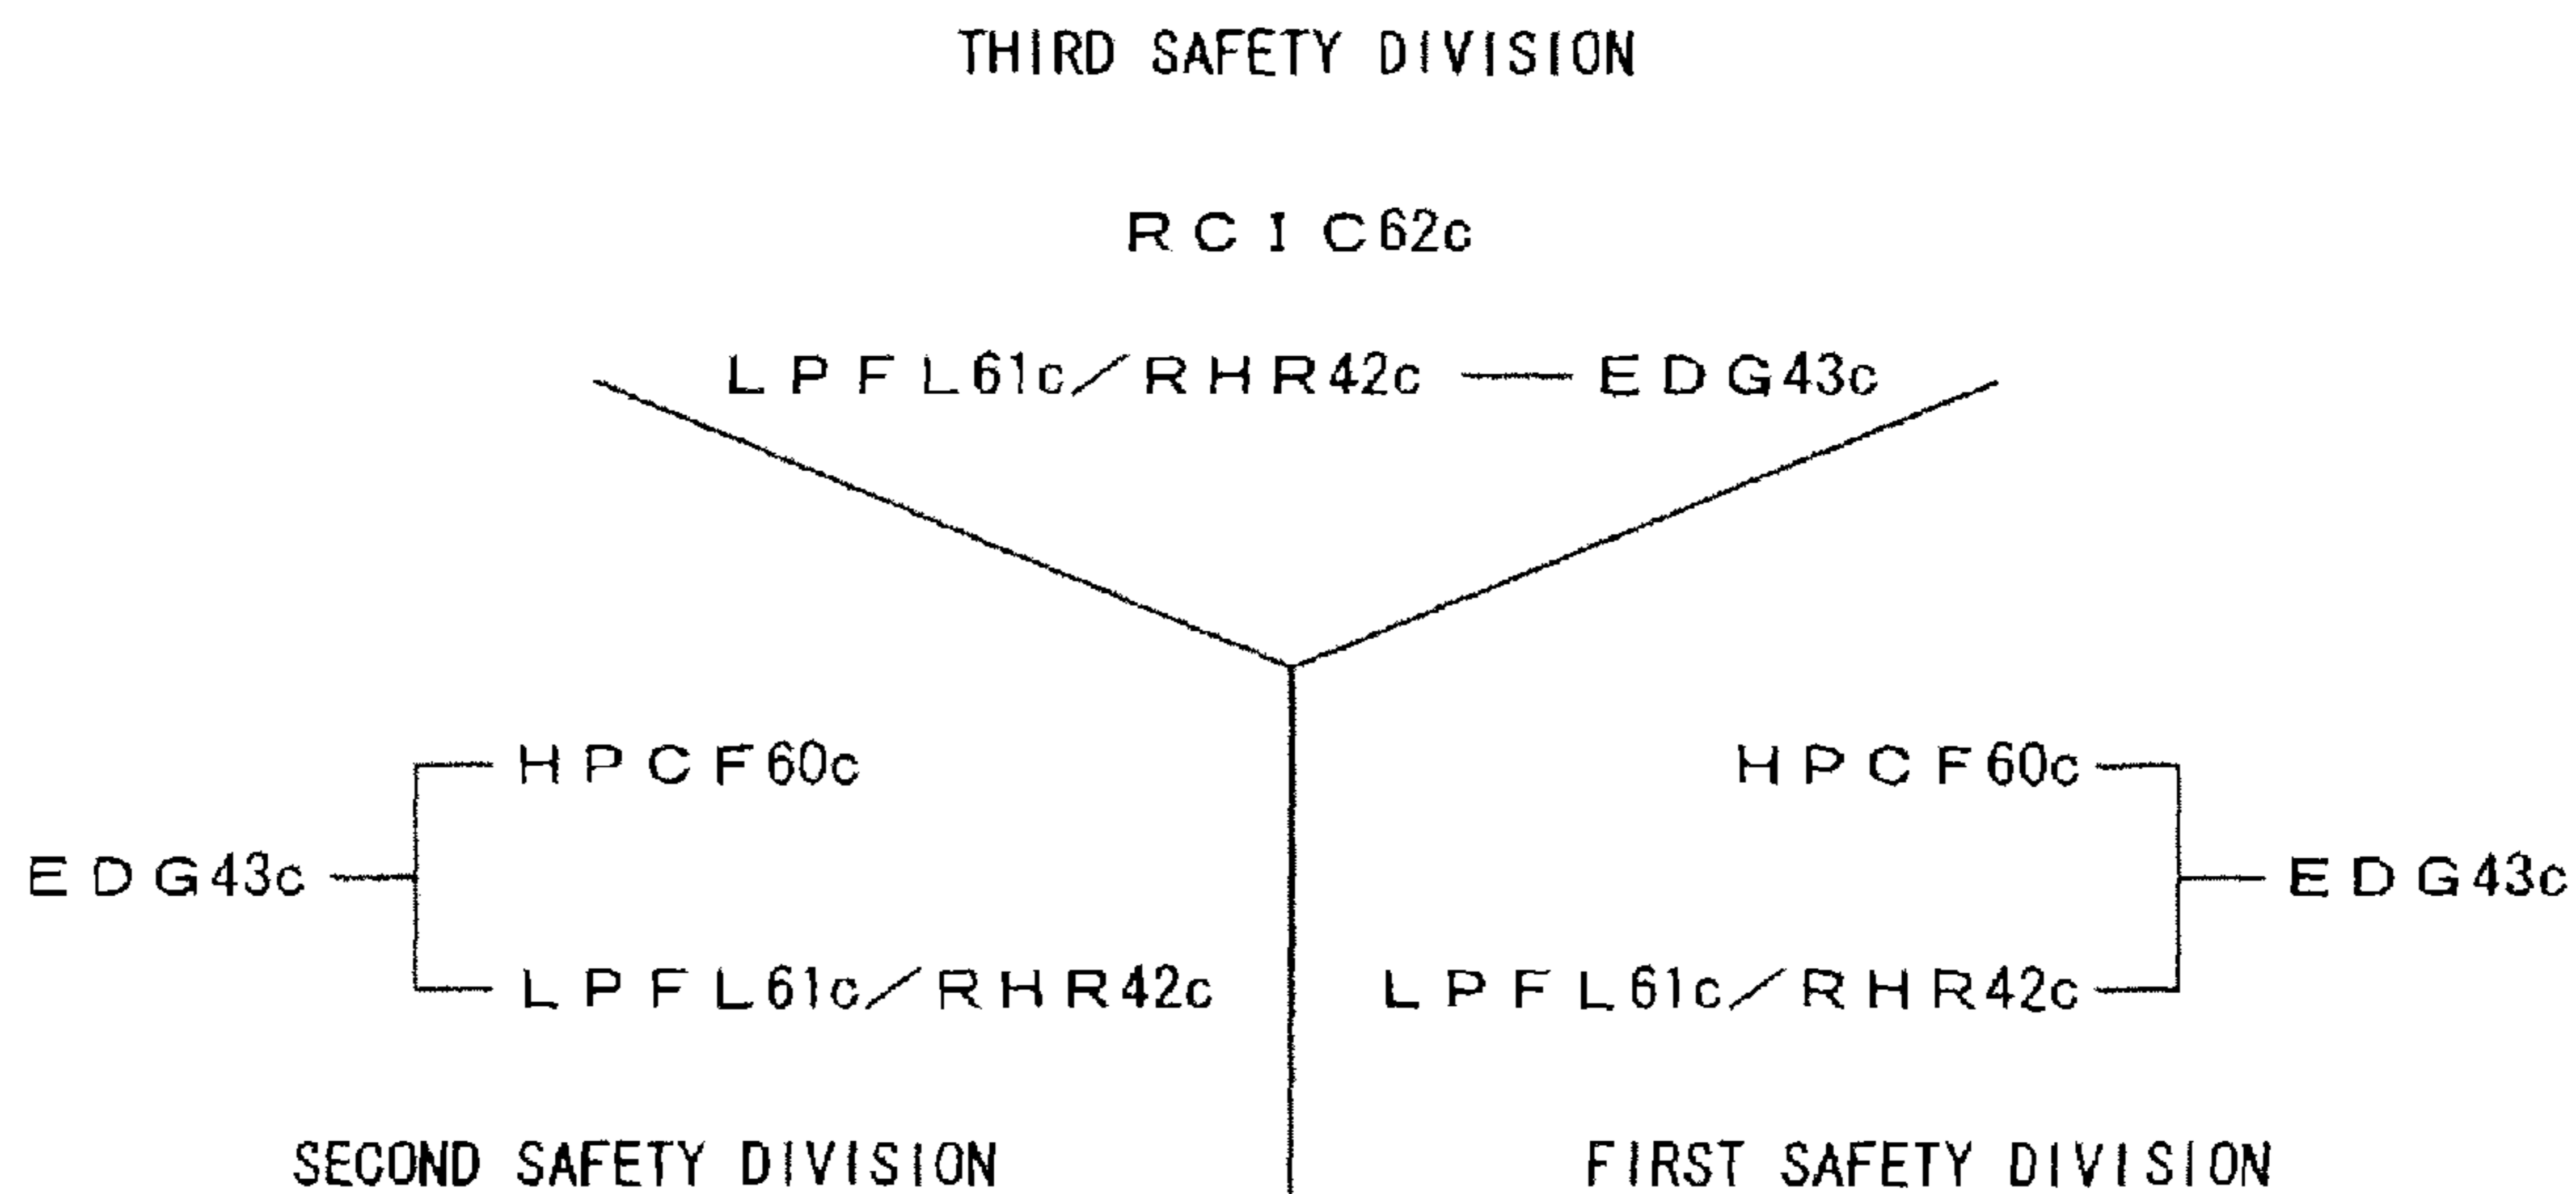 THIRD SAFETY DIVISION
RCIC62c
LPFL61c/RHR42c — EDG43c
HPCF60c
HPCF60c
EDG43c
EDG43c
LPFL61c/RHR42c
LPFL61c/RHR42c
SECOND SAFETY DIVISION
FIRST SAFETY DIVISION